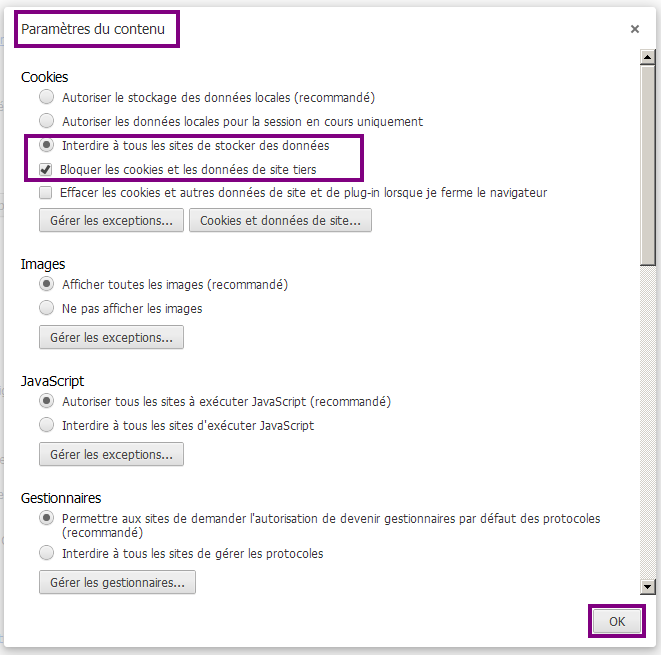 Paramètres du contenu
Cookies
Autoriser le stockage des données locales (recommandé)
Autoriser les données locales pour la session en cours uniquement
Interdire à tous les sites de stocker des données
Bloquer les cookies et les données de site tiers
Effacer les cookies et autres données de site et de plug-in lorsque je ferme le navigateur
Gérer les exceptions... Cookies et données de site...
Images
Afficher toutes les images (recommandé)
Ne pas afficher les images
Gérer les exceptions...
JavaScript
Autoriser tous les sites à exécuter JavaScript (recommandé)
Interdire à tous les sites d'exécuter JavaScript
Gérer les exceptions...
Gestionnaires
Permettre aux sites de demander l'autorisation de devenir gestionnaires par défaut des protocoles
(recommandé)
Interdire à tous les sites de gérer les protocoles
Gérer les gestionnaires...
OK